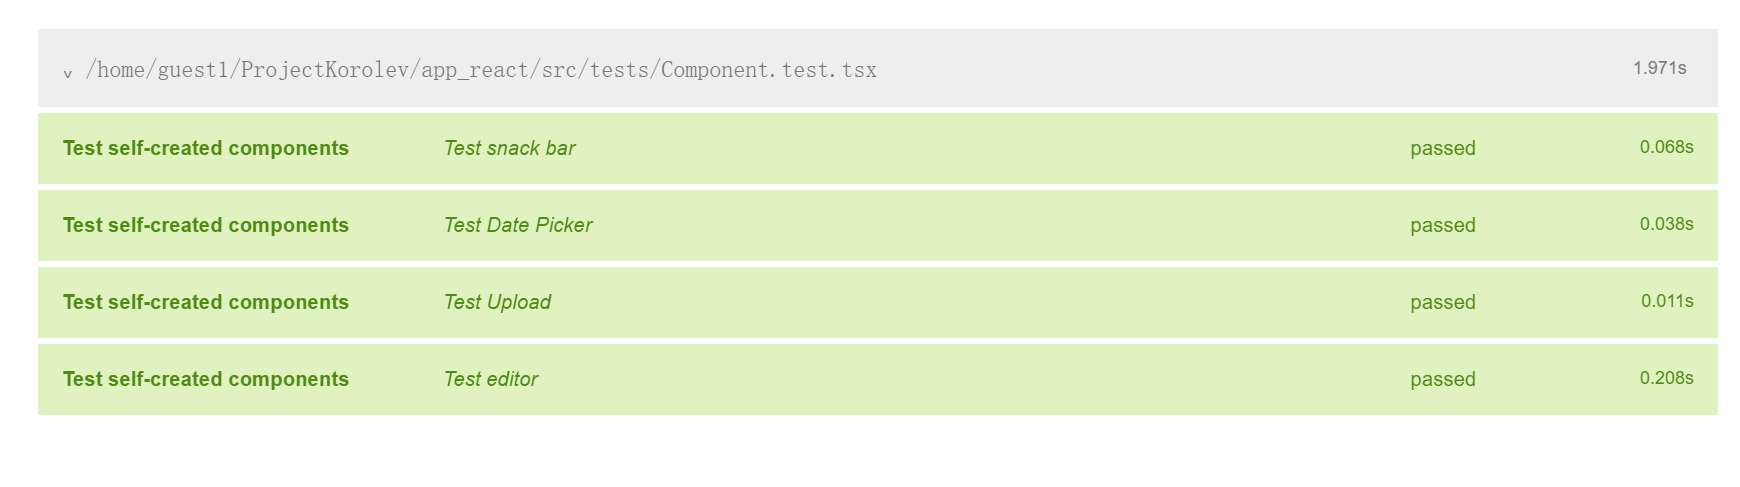 v /home/guest1/ProjectKorolev/app_react/src/tests/Component.test.tsx 1.971s
Test self-created components Test snack bar passed 0.068s
Test self-created components Test Date Picker passed 0.038s
Test self-created components Test Upload passed 0.011s
Test self-created components Test editor passed 0.208s